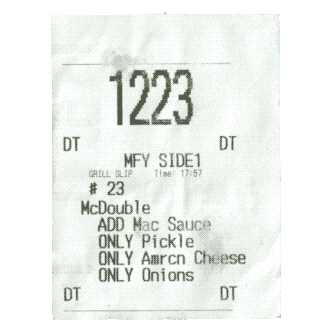 1223
DT DT
MFY SIDE1
GRILL SLIP Time: 17:57
# 23
McDouble
ADD Mac Sauce
ONLY Pickle
ONLY Amrcn Cheese
ONLY Onions
DT DT